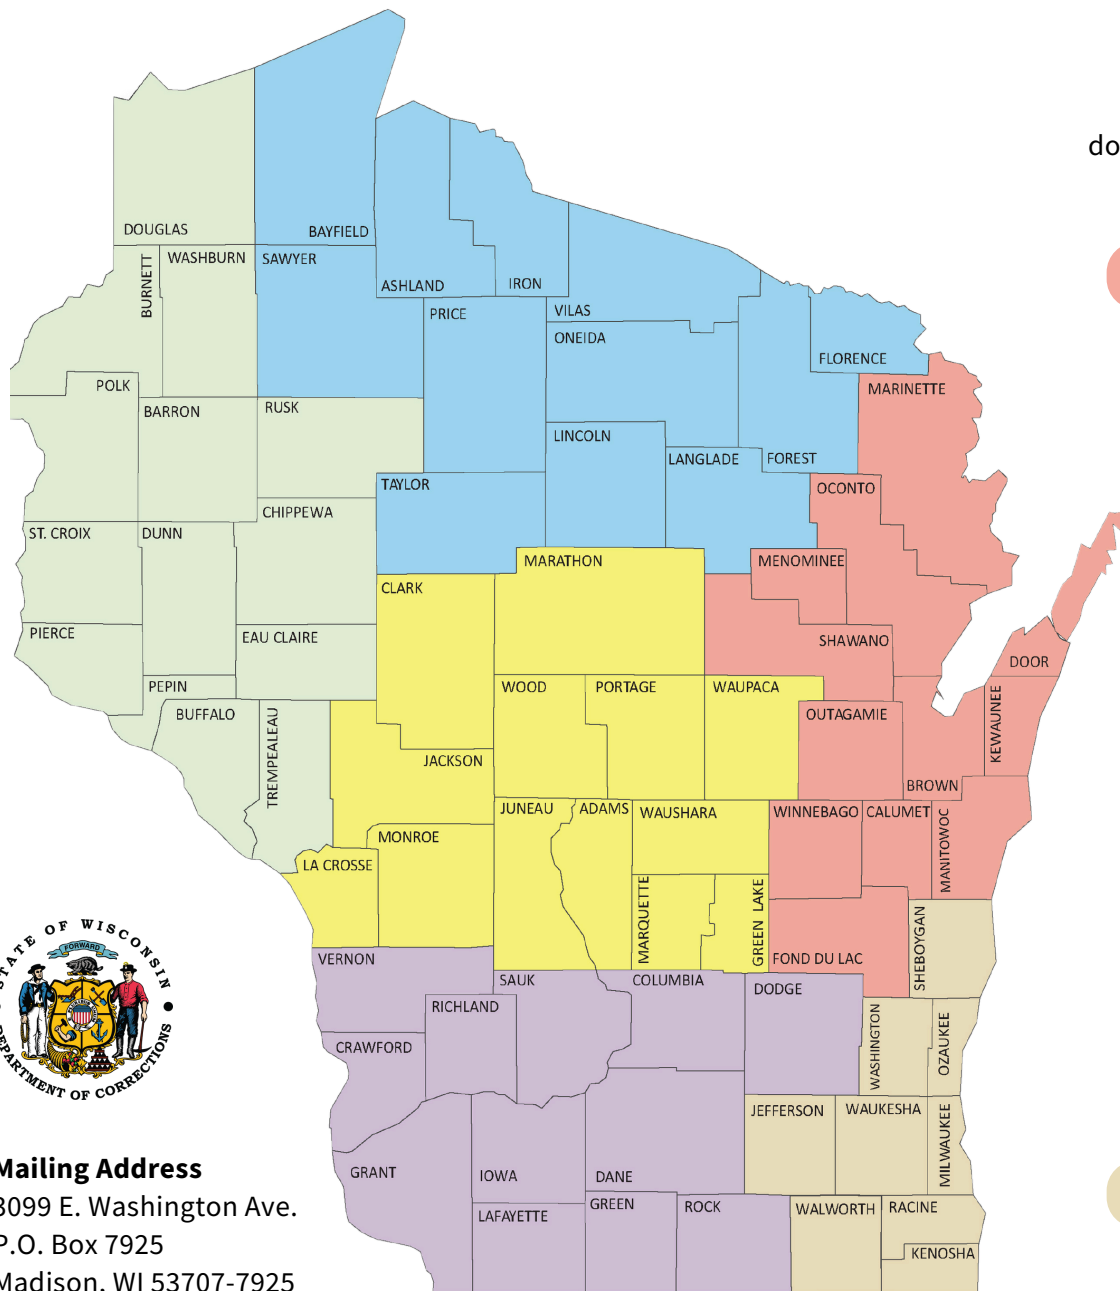 do
DOUGLAS
BAYFIELD
BURNETT
WASHBURN
SAWYER
ASHLAND
IRON
PRICE
VILAS
ONEIDA
FLORENCE
POLK
BARRON
RUSK
MARINETTE
LINCOLN
LANGLADE
FOREST
TAYLOR
OCONTO
CHIPPEWA
ST. CROIX
DUNN
MARATHON
MENOMINEE
CLARK
PIERCE
EAU CLAIRE
SHAWANO
DOOR
PEPIN
WOOD
PORTAGE
WAUPACA
BUFFALO
TREMPEALEAU
OUTAGAMIE
KEWAUNEE
JACKSON
BROWN
JUNEAU
ADAMS
WAUSHARA
WINNEBAGO
CALUMET
MANITOWOC
MONROE
LA CROSSE
MARQUETTE
GREEN LAKE
FOND DU LAC
SHEBOYGAN
VERNON
SAUK
COLUMBIA
DODGE
RICHLAND
CRAWFORD
WASHINGTON
OZAUKEE
JEFFERSON
WAUKESHA
MILWAUKEE
GRANT
IOWA
DANE
LAFAYETTE
GREEN
ROCK
WALWORTH
RACINE
KENOSHA
STATE OF WISCONSIN
FORWARD
DEPARTMENT OF CORRECTIONS
Mailing Address
3099 E. Washington Ave.
P.O. Box 7925
Madison, WI 53707-7925